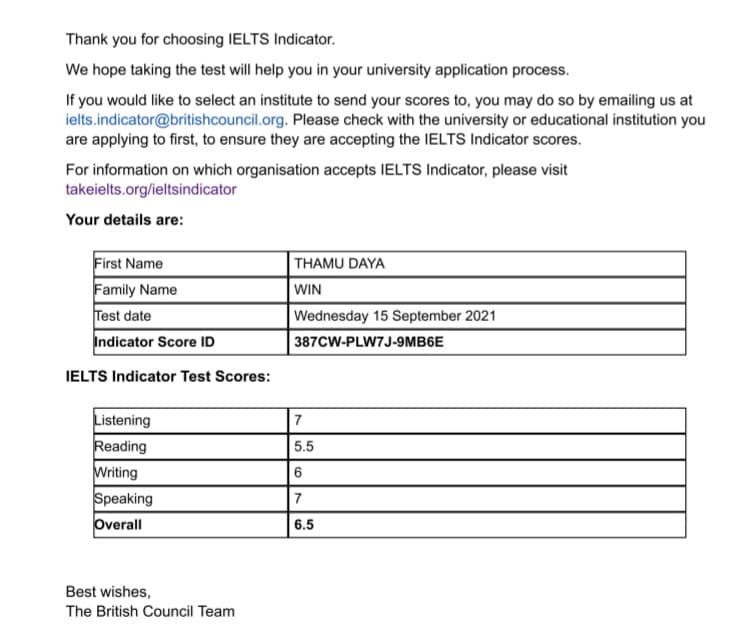 Thank you for choosing IELTS Indicator.
We hope taking the test will help you in your university application process.
If you would like to select an institute to send your scores to, you may do so by emailing us at
ielts.indicator@britishcouncil.org. Please check with the university or educational institution you
are applying to first, to ensure they are accepting the IELTS Indicator scores.
For information on which organisation accepts IELTS Indicator, please visit
takeielts.org/ieltsindicator
Your details are:
First Name THAMU DAYA
Family Name WIN
Test date Wednesday 15 September 2021
Indicator Score ID 387CW-PLW7J-9MB6E
IELTS Indicator Test Scores:
Listening 7
Reading 5.5
Writing 6
Speaking 7
Overall 6.5
Best wishes,
The British Council Team